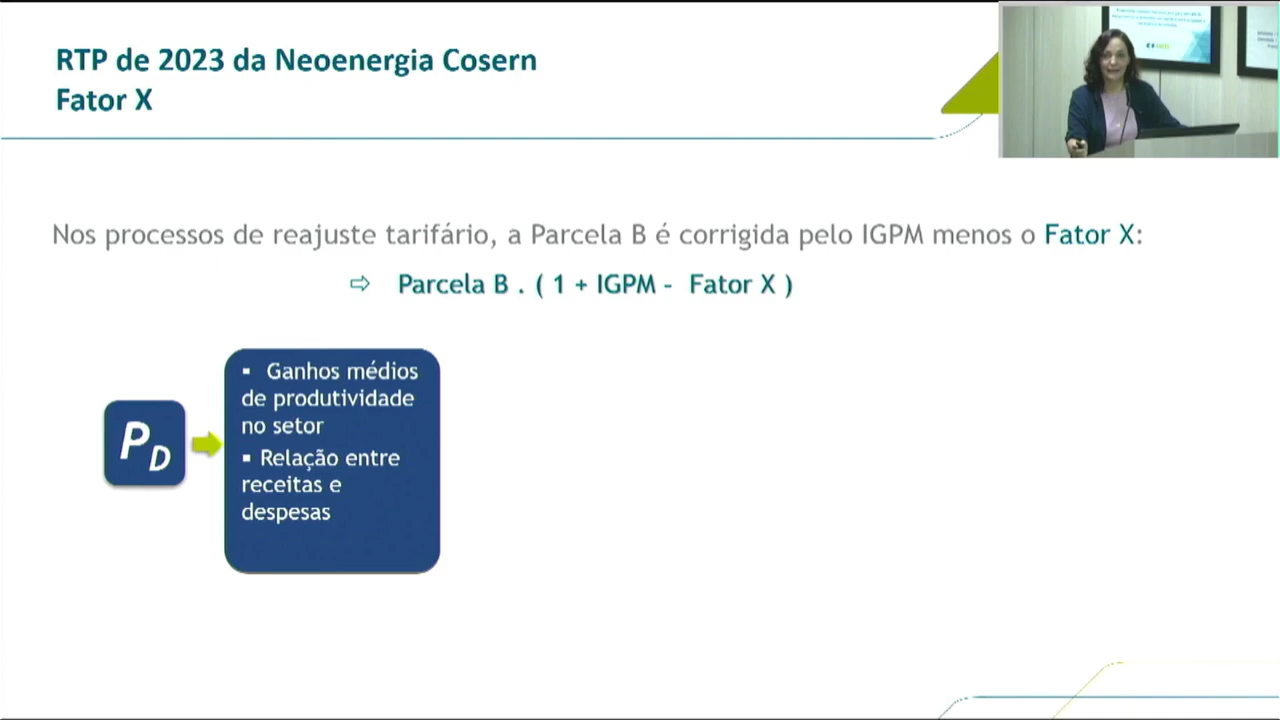 RTP de 2023 da Neoenergia Cosern
Fator X
Nos processos de reajuste tarifário, a Parcela B é corrigida pelo IGPM menos o Fator X:
⇨ Parcela B . ( 1 + IGPM - Fator X )
PD
▪ Ganhos médios
de produtividade
no setor
▪ Relação entre
receitas e
despesas